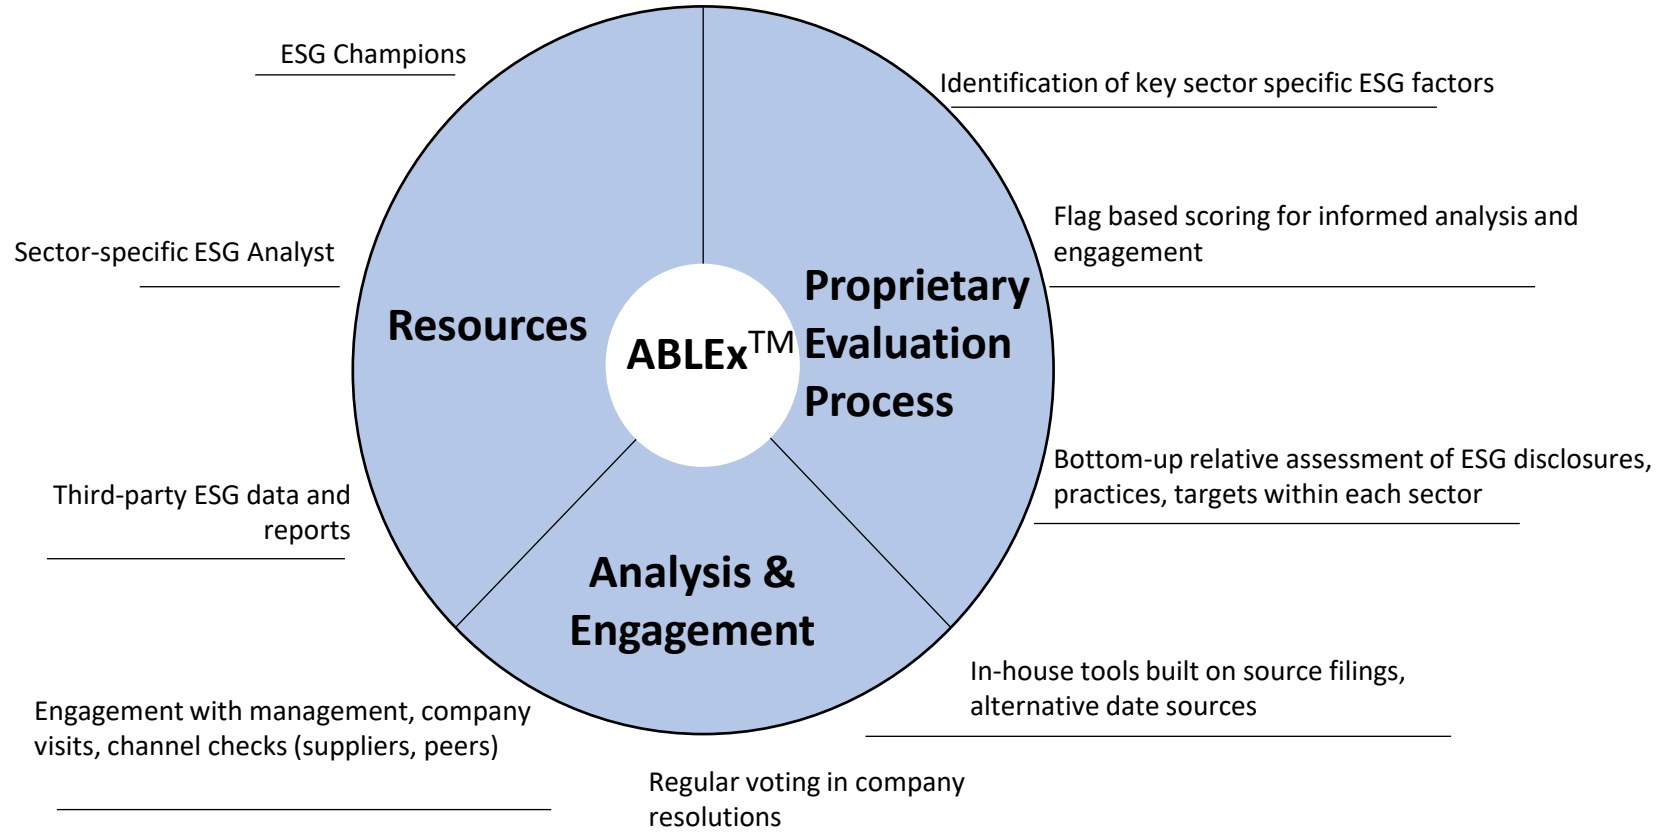 ESG Champions
Identification of key sector specific ESG factors
Flag based scoring for informed analysis and
engagement
Sector-specific ESG Analyst
Resources
ABLEx™
Proprietary
Evaluation
Process
Bottom-up relative assessment of ESG disclosures,
practices, targets within each sector
Third-party ESG data and
reports
Analysis &
Engagement
In-house tools built on source filings,
alternative date sources
Engagement with management, company
visits, channel checks (suppliers, peers)
Regular voting in company
resolutions